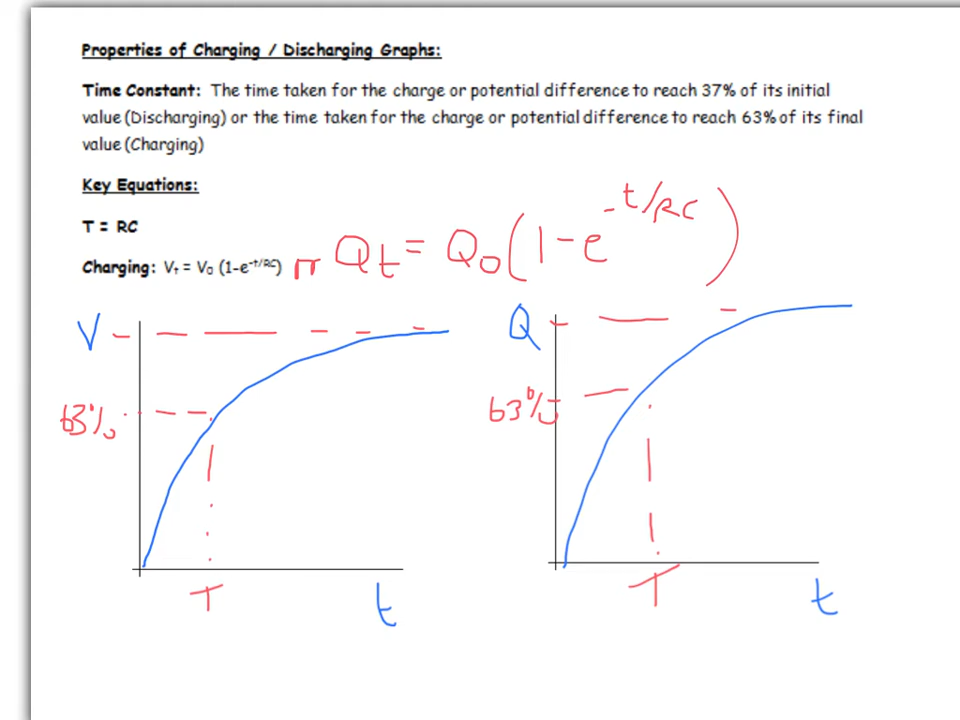 Properties of Charging / Discharging Graphs:
Time Constant: The time taken for the charge or potential difference to reach 37% of its initial
value (Discharging) or the time taken for the charge or potential difference to reach 63% of its final
value (Charging)
Key Equations:
T = RC
Charging: Vt = V0 (1-e-t/RC)
Qt = Q0 (1 - e -t/RC)
V
Q
63%
63%
T
t
T
t